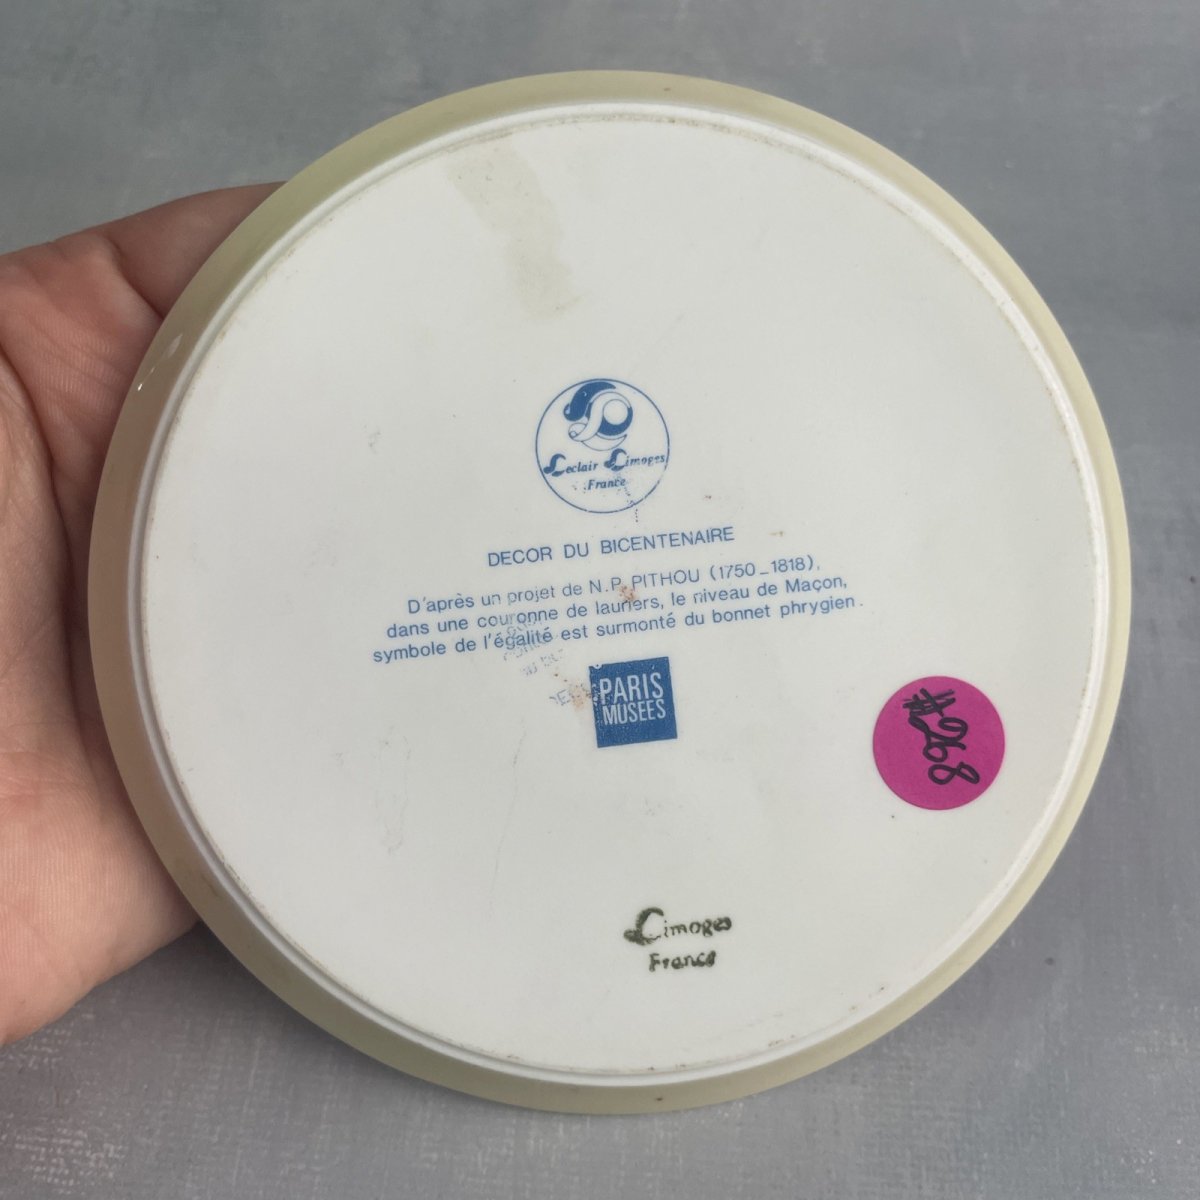 Leclair Limoges
France
DECOR DU BICENTENAIRE
D'après un projet de N.P. PITHOU (1750_1818),
dans une couronne de lauriers, le niveau de Maçon,
symbole de l'égalité est surmonté du bonnet phrygien.
PARIS
MUSEES
#268
Limoges
France